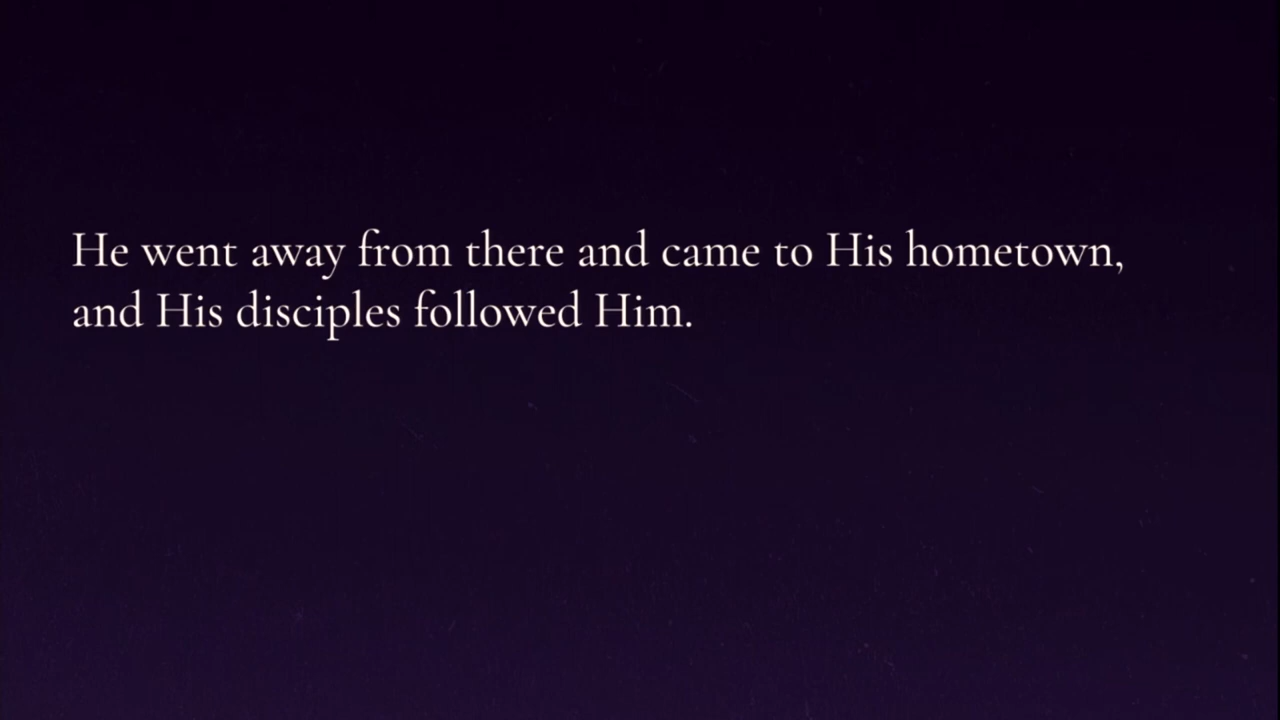 He went away from there and came to His hometown,
and His disciples followed Him.